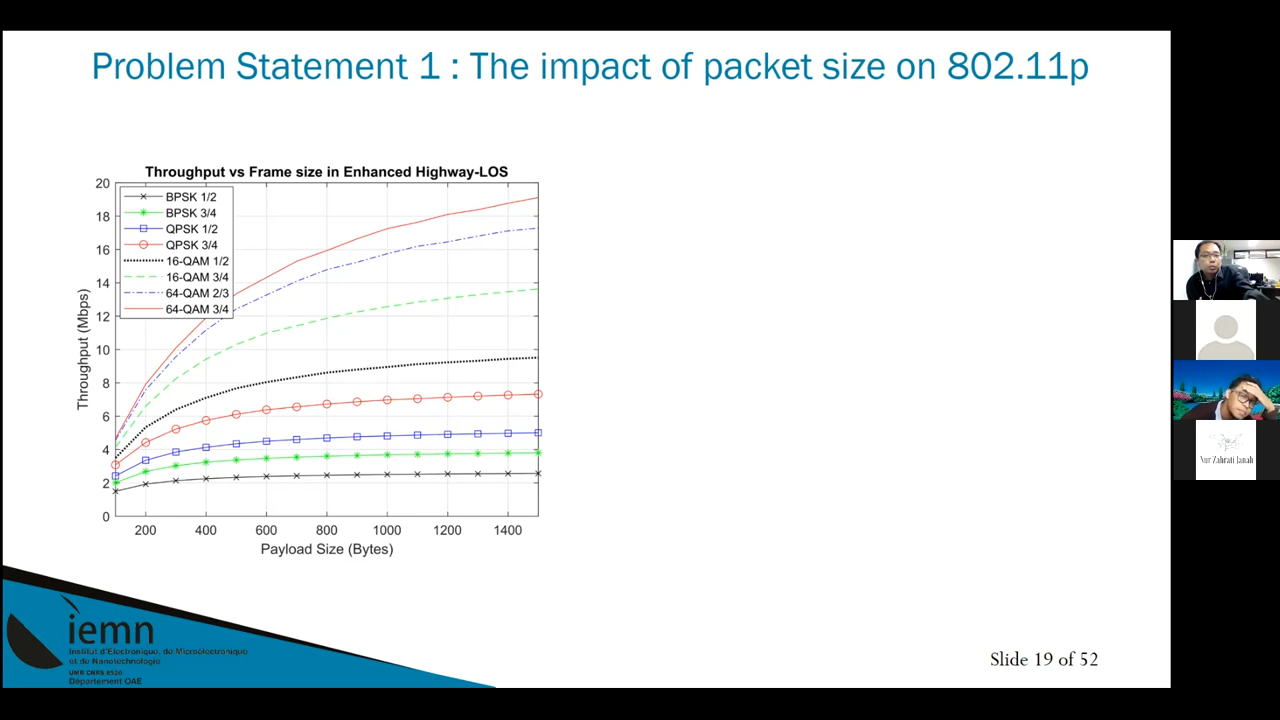 Problem Statement 1 : The impact of packet size on 802.11p
Throughput vs Frame size in Enhanced Highway-LOS
20
18
16
14
12
10
8
6
4
2
0
Throughput (Mbps)
BPSK 1/2
BPSK 3/4
QPSK 1/2
QPSK 3/4
16-QAM 1/2
16-QAM 3/4
64-QAM 2/3
64-QAM 3/4
200 400 600 800 1000 1200 1400
Payload Size (Bytes)
iemn
Institut d'Electronique, de Microélectronique
et de Nanotechnologie
UMR CNRS 8520
Département OAE
Slide 19 of 52
Nur Zahrati Janah